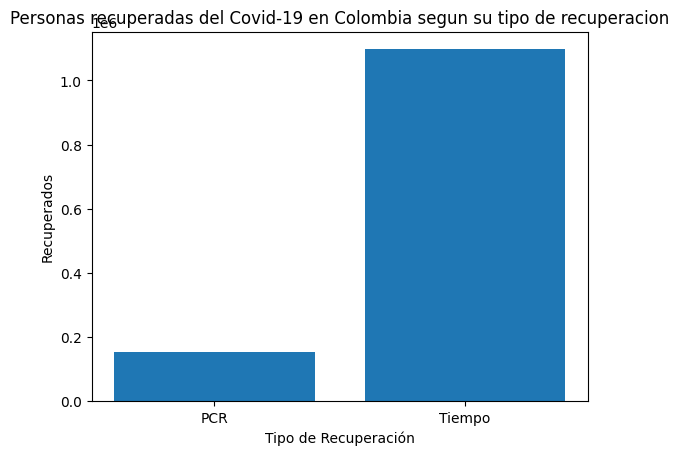 Personas recuperadas del Covid-19 en Colombia segun su tipo de recuperacion
1e6
1.0
0.8
0.6
0.4
0.2
0.0
Recuperados
PCR
Tiempo
Tipo de Recuperación